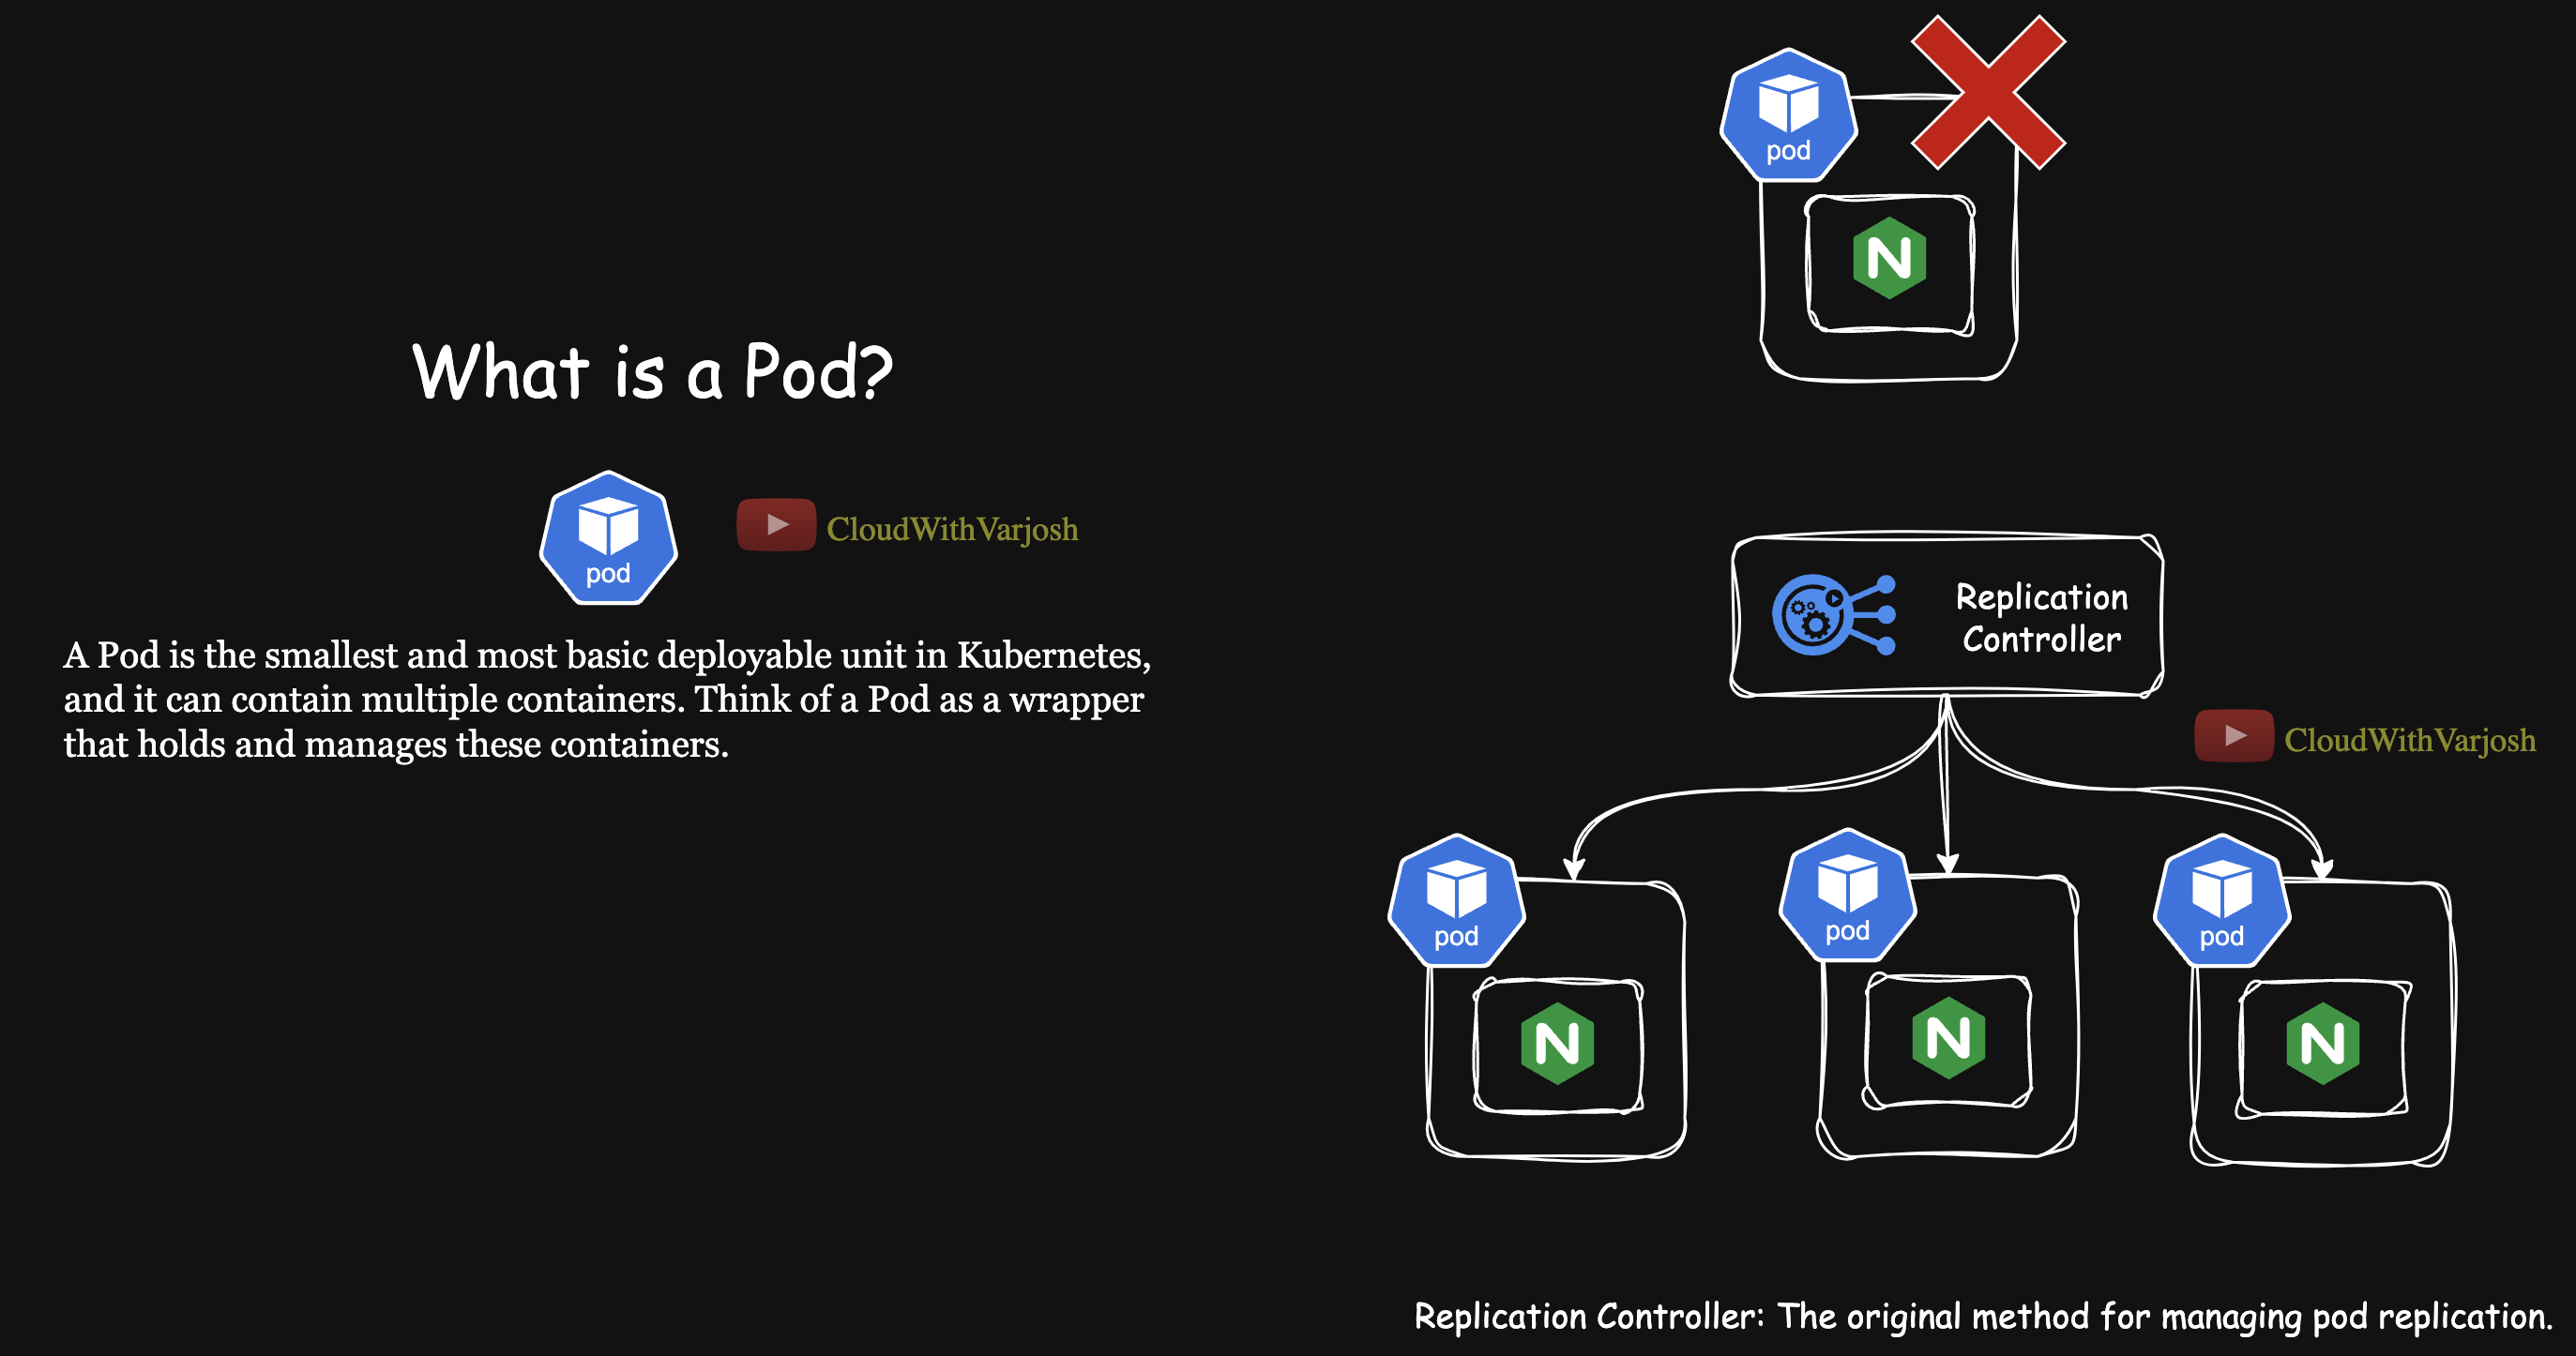 What is a Pod?
pod
CloudWithVarjosh
A Pod is the smallest and most basic deployable unit in Kubernetes,
and it can contain multiple containers. Think of a Pod as a wrapper
that holds and manages these containers.
pod
N
Replication
Controller
CloudWithVarjosh
pod
pod
pod
N
N
N
Replication Controller: The original method for managing pod replication.